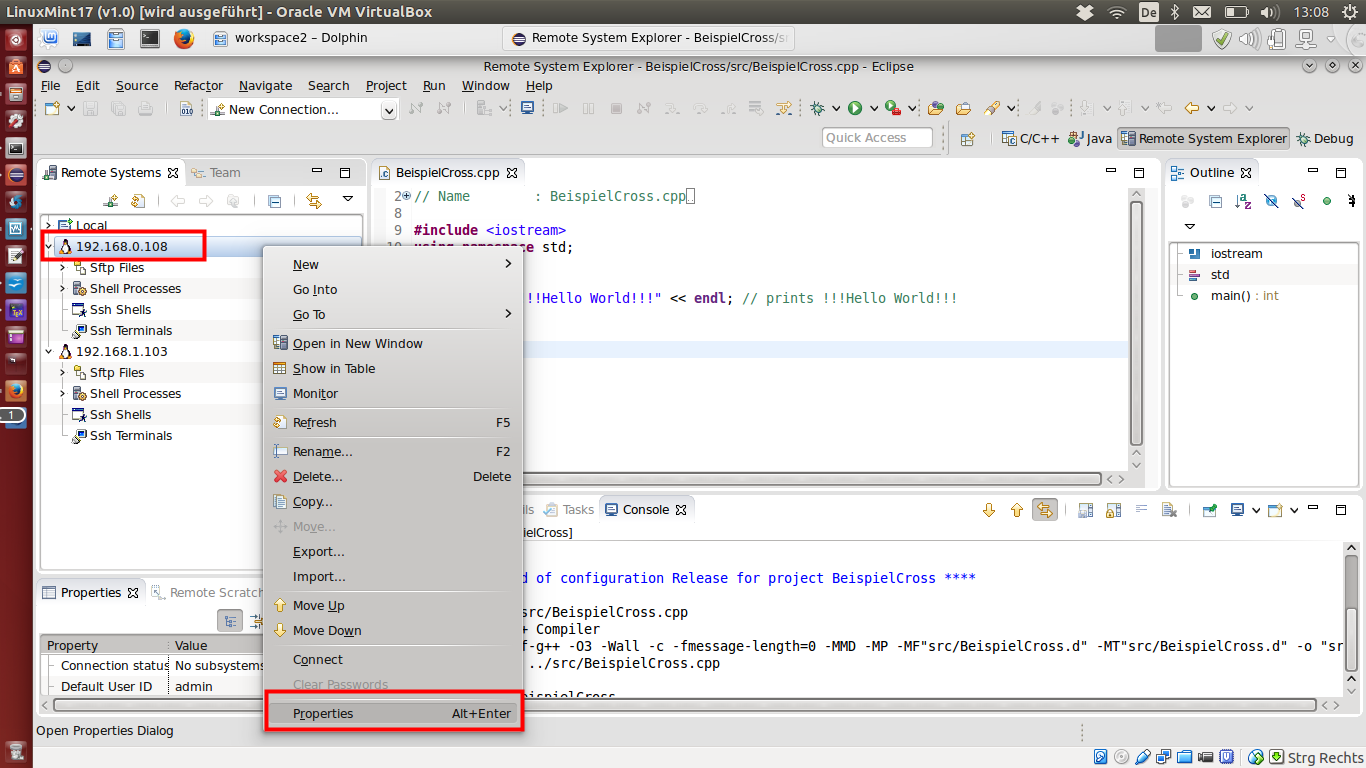 LinuxMint17 (v1.0) [wird ausgeführt] - Oracle VM VirtualBox
De
13:08
workspace2 – Dolphin
Remote System Explorer - BeispielCross/sr
Remote System Explorer - BeispielCross/src/BeispielCross.cpp - Eclipse
File Edit Source Refactor Navigate Search Project Run Window Help
010
New Connection...
Quick Access
C/C++ Java Remote System Explorer Debug
Remote Systems
Team
Local
192.168.0.108
Sftp Files
Shell Processes
Ssh Shells
Ssh Terminals
192.168.1.103
Sftp Files
Shell Processes
Ssh Shells
Ssh Terminals
1
New
Go Into
Go To
Open in New Window
Show in Table
Monitor
Refresh F5
Rename... F2
Delete... Delete
Copy...
Move...
Export...
Import...
Move Up
Move Down
Connect
Clear Passwords
Properties Alt+Enter
BeispielCross.cpp
2 // Name : BeispielCross.cpp
8
9 #include <iostream>
10 using namespace std;
!!Hello World!!!" << endl; // prints !!!Hello World!!!
Outline
iostream
std
main() : int
ls
Tasks
Console
ielCross]
d of configuration Release for project BeispielCross ****
src/BeispielCross.cpp
+ Compiler
f-g++ -O3 -Wall -c -fmessage-length=0 -MMD -MP -MF"src/BeispielCross.d" -MT"src/BeispielCross.d" -o "sr
../src/BeispielCross.cpp
eispielCross
Properties
Remote Scratch
Property Value
Connection status No subsystems
Default User ID admin
Open Properties Dialog
Strg Rechts